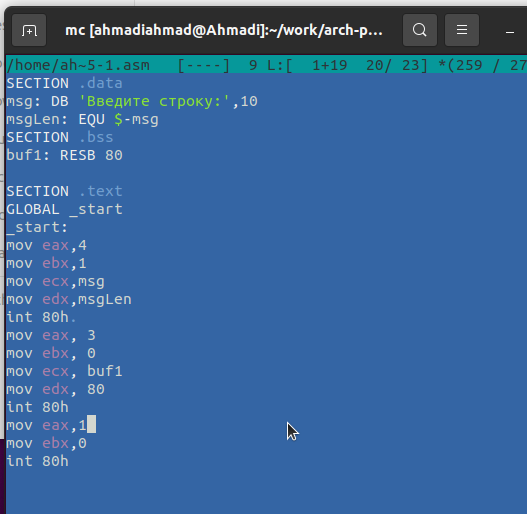 mc [ahmadiahmad@Ahmadi]:~/work/arch-p...
/home/ah~5-1.asm [----] 9 L:[ 1+19 20/ 23] *(259 / 27
SECTION .data
msg: DB 'Введите строку:',10
msgLen: EQU $-msg
SECTION .bss
buf1: RESB 80
SECTION .text
GLOBAL _start
_start:
mov eax,4
mov ebx,1
mov ecx,msg
mov edx,msgLen
int 80h.
mov eax, 3
mov ebx, 0
mov ecx, buf1
mov edx, 80
int 80h
mov eax,1
mov ebx,0
int 80h